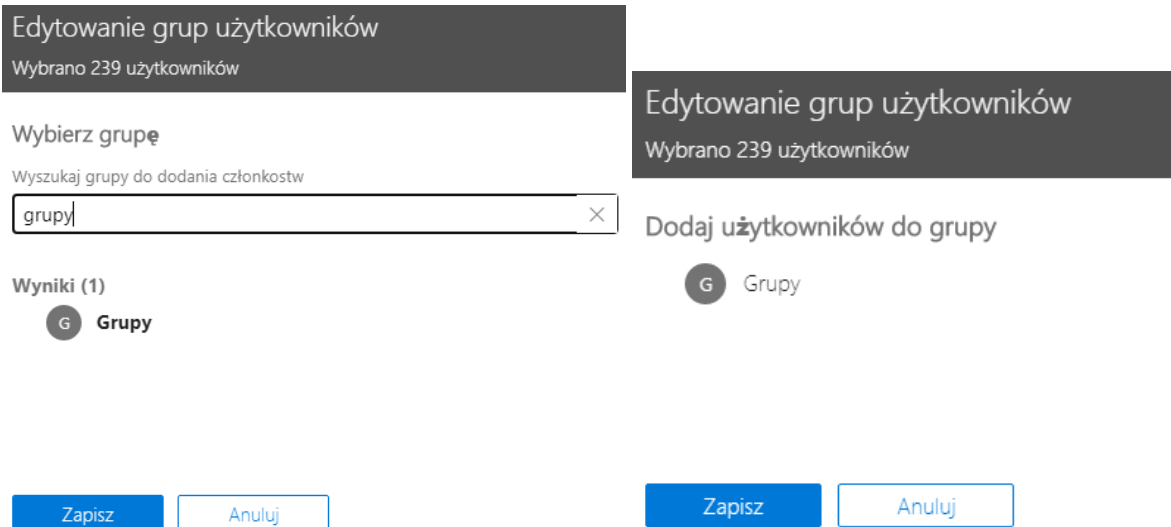 Edytowanie grup użytkowników
Wybrano 239 użytkowników
Wybierz grupę
Wyszukaj grupy do dodania członkostw
grupy
Wyniki (1)
G Grupy
Zapisz Anuluj
Edytowanie grup użytkowników
Wybrano 239 użytkowników
Dodaj użytkowników do grupy
G Grupy
Zapisz Anuluj